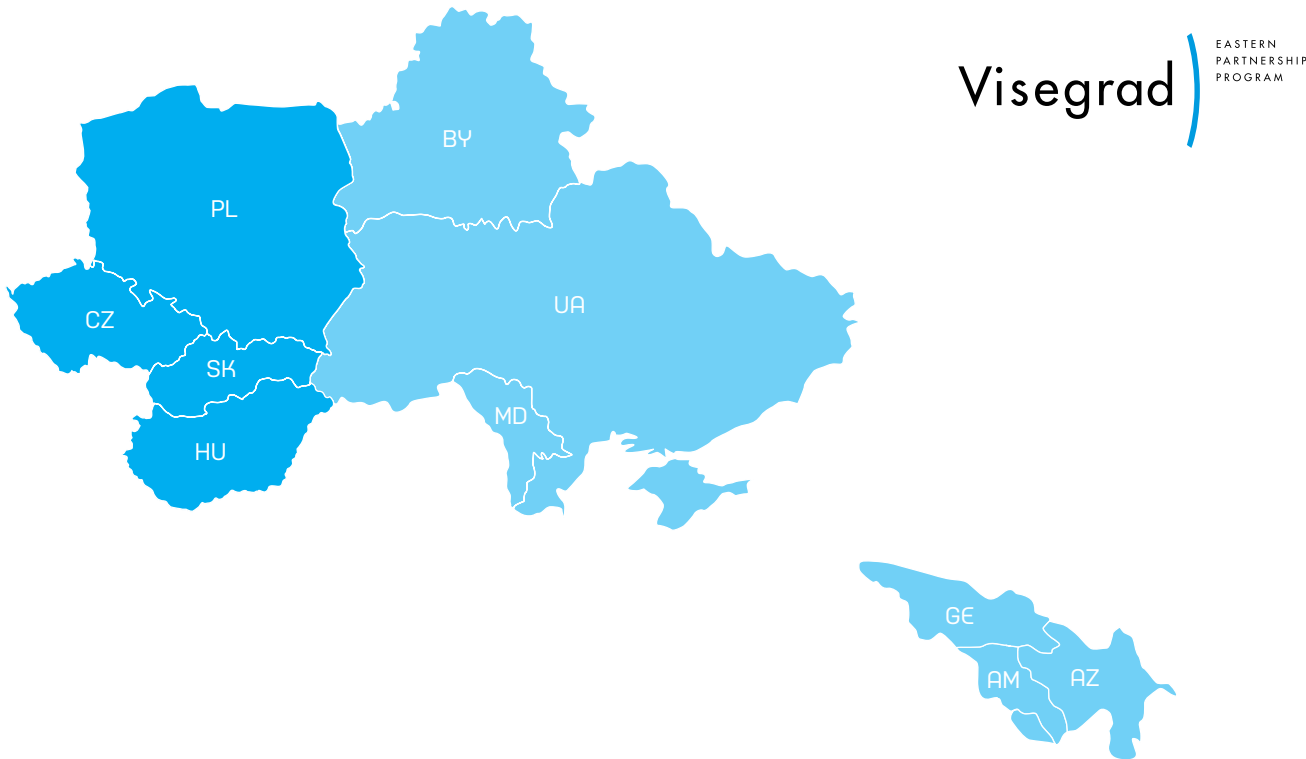 Visegrad
EASTERN
PARTNERSHIP
PROGRAM
BY
PL
UA
CZ
SK
MD
HU
GE
AM
AZ